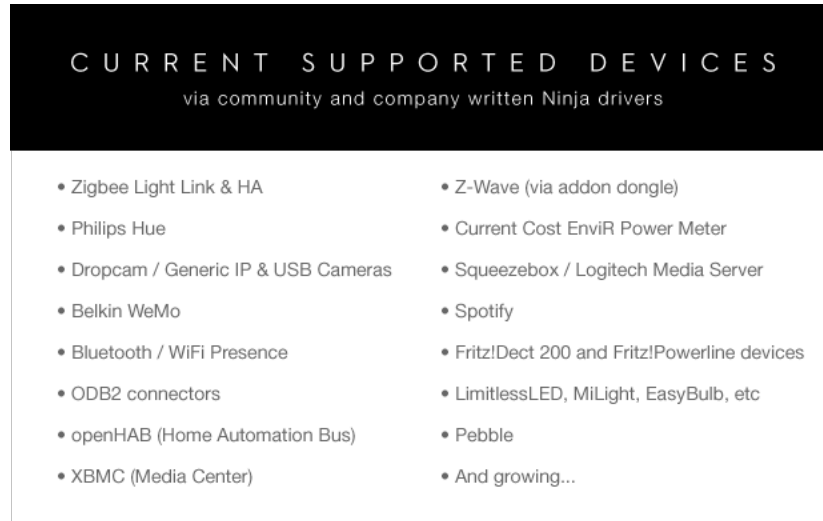 CURRENT SUPPORTED DEVICES
via community and company written Ninja drivers
• Zigbee Light Link & HA
• Philips Hue
• Dropcam / Generic IP & USB Cameras
• Belkin WeMo
• Bluetooth / WiFi Presence
• ODB2 connectors
• openHAB (Home Automation Bus)
• XBMC (Media Center)
• Z-Wave (via addon dongle)
• Current Cost EnviR Power Meter
• Squeezebox / Logitech Media Server
• Spotify
• Fritz!Dect 200 and Fritz!Powerline devices
• LimitlessLED, MiLight, EasyBulb, etc
• Pebble
• And growing...